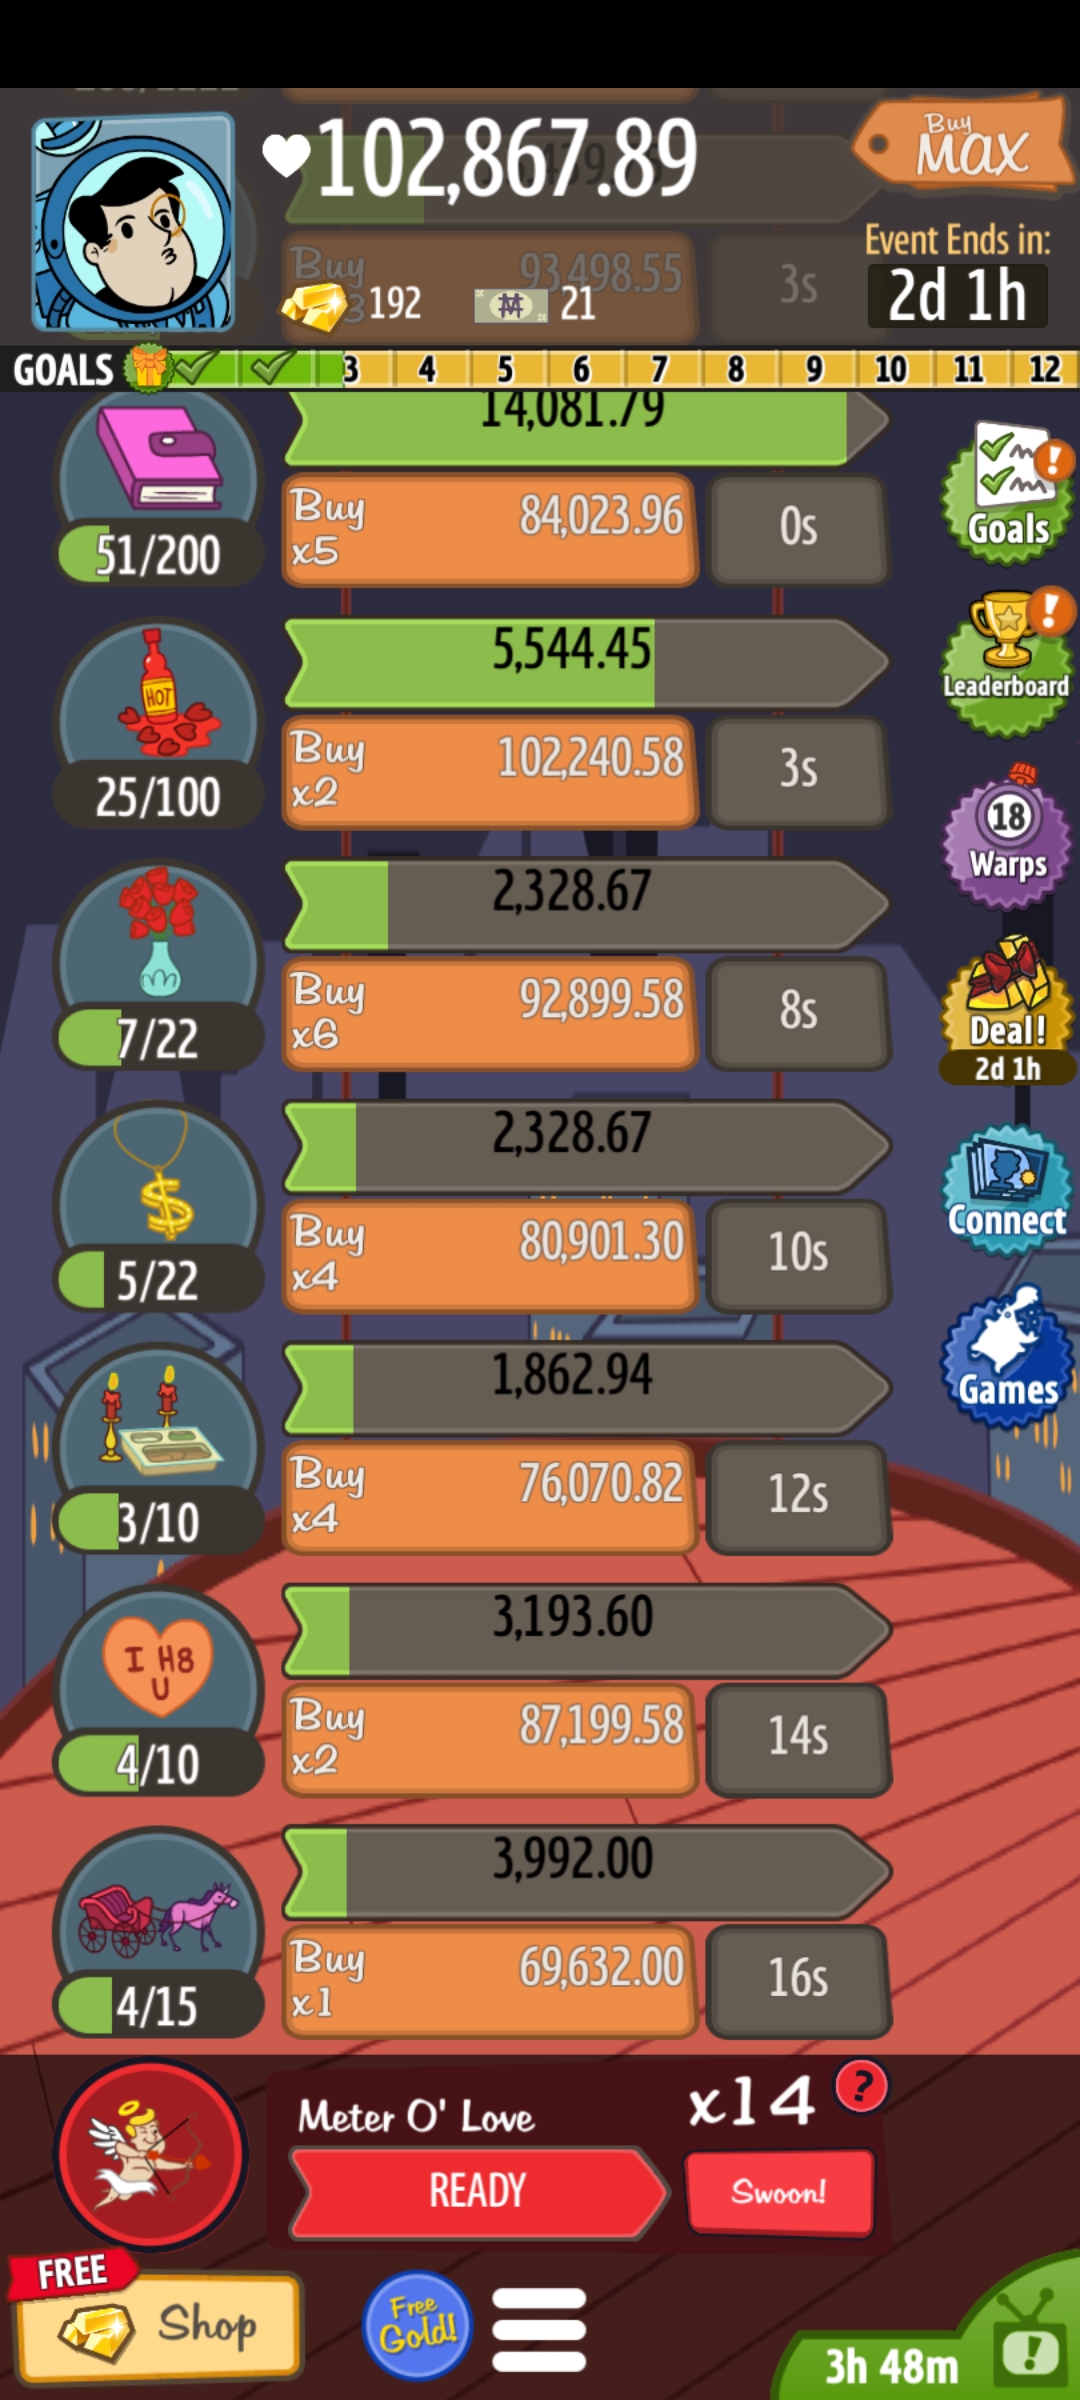 102,867.89
Buy
MAX
Event Ends in:
2d 1h
Buy
93,498.55
3s
192
21
GOALS 3 4 5 6 7 8 9 10 11 12
14,081.79
Buy
x5
84,023.96
0s
51/200
Goals
5,544.45
HOT
Buy
x2
102,240.58
3s
25/100
Leaderboard
18
Warps
2,328.67
Buy
x6
92,899.58
8s
7/22
Deal!
2d 1h
2,328.67
$
Buy
x4
80,901.30
10s
5/22
Connect
1,862.94
Buy
x4
76,070.82
12s
3/10
Games
3,193.60
I H8
U
Buy
x2
87,199.58
14s
4/10
3,992.00
Buy
x1
69,632.00
16s
4/15
Meter O' Love
x14
?
READY
Swoon!
FREE
Shop
Free
Gold!
3h 48m